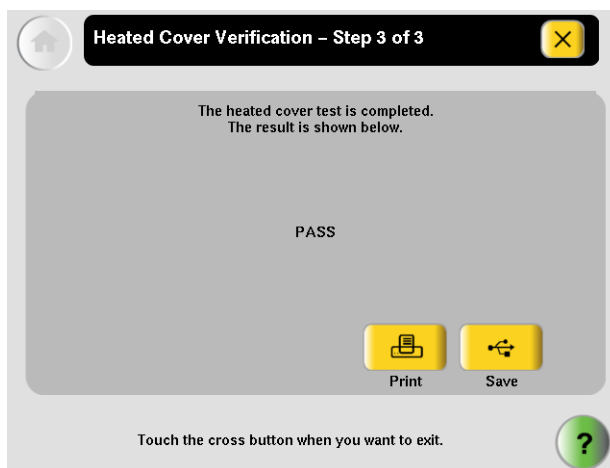 Heated Cover Verification – Step 3 of 3
The heated cover test is completed.
The result is shown below.
PASS
Print
Save
Touch the cross button when you want to exit.
?